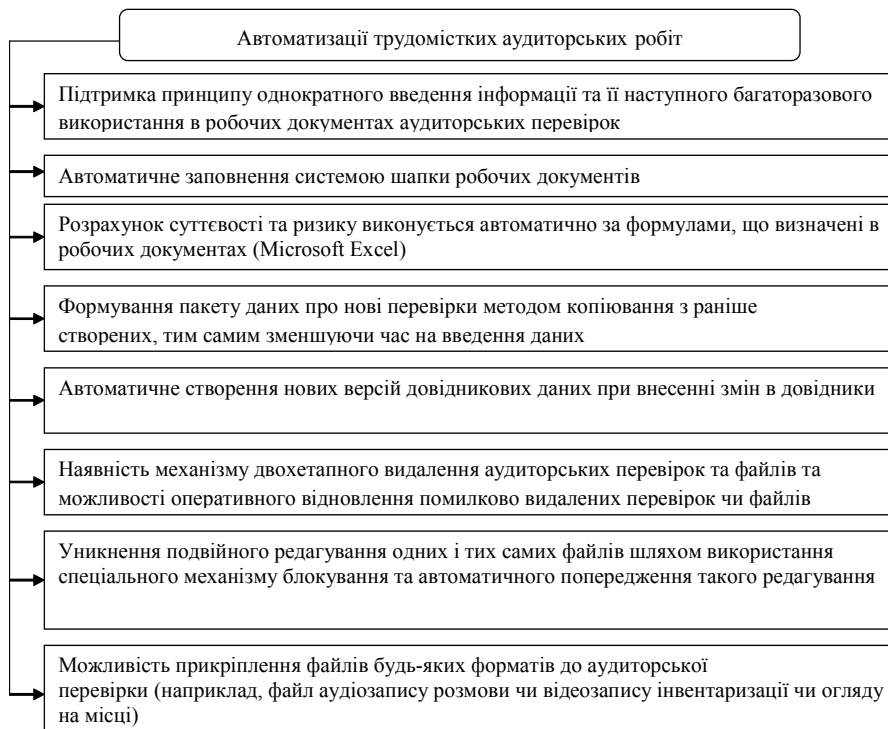 Автоматизації трудомістких аудиторських робіт
Підтримка принципу однократного введення інформації та її наступного багаторазового
використання в робочих документах аудиторських перевірок
Автоматичне заповнення системою шапки робочих документів
Розрахунок суттєвості та ризику виконується автоматично за формулами, що визначені в
робочих документах (Microsoft Excel)
Формування пакету даних про нові перевірки методом копіювання з раніше
створених, тим самим зменшуючи час на введення даних
Автоматичне створення нових версій довідникових даних при внесенні змін в довідники
Наявність механізму двохетапного видалення аудиторських перевірок та файлів та
можливості оперативного відновлення помилково видалених перевірок чи файлів
Уникнення подвійного редагування одних і тих самих файлів шляхом використання
спеціального механізму блокування та автоматичного попередження такого редагування
Можливість прикріплення файлів будь-яких форматів до аудиторської
перевірки (наприклад, файл аудіозапису розмови чи відеозапису інвентаризації чи огляду
на місці)